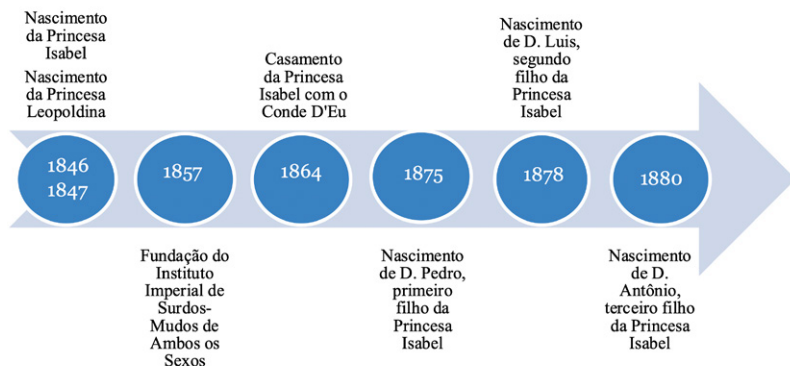 Nascimento
da Princesa
Isabel
Nascimento
da Princesa
Leopoldina
1846
1847
1857
Fundação do
Instituto
Imperial de
Surdos-
Mudos de
Ambos os
Sexos
Casamento
da Princesa
Isabel com o
Conde D'Eu
1864
1875
Nascimento
de D. Pedro,
primeiro
filho da
Princesa
Isabel
Nascimento
de D. Luis,
segundo
filho da
Princesa
Isabel
1878
1880
Nascimento
de D.
Antônio,
terceiro filho
da Princesa
Isabel